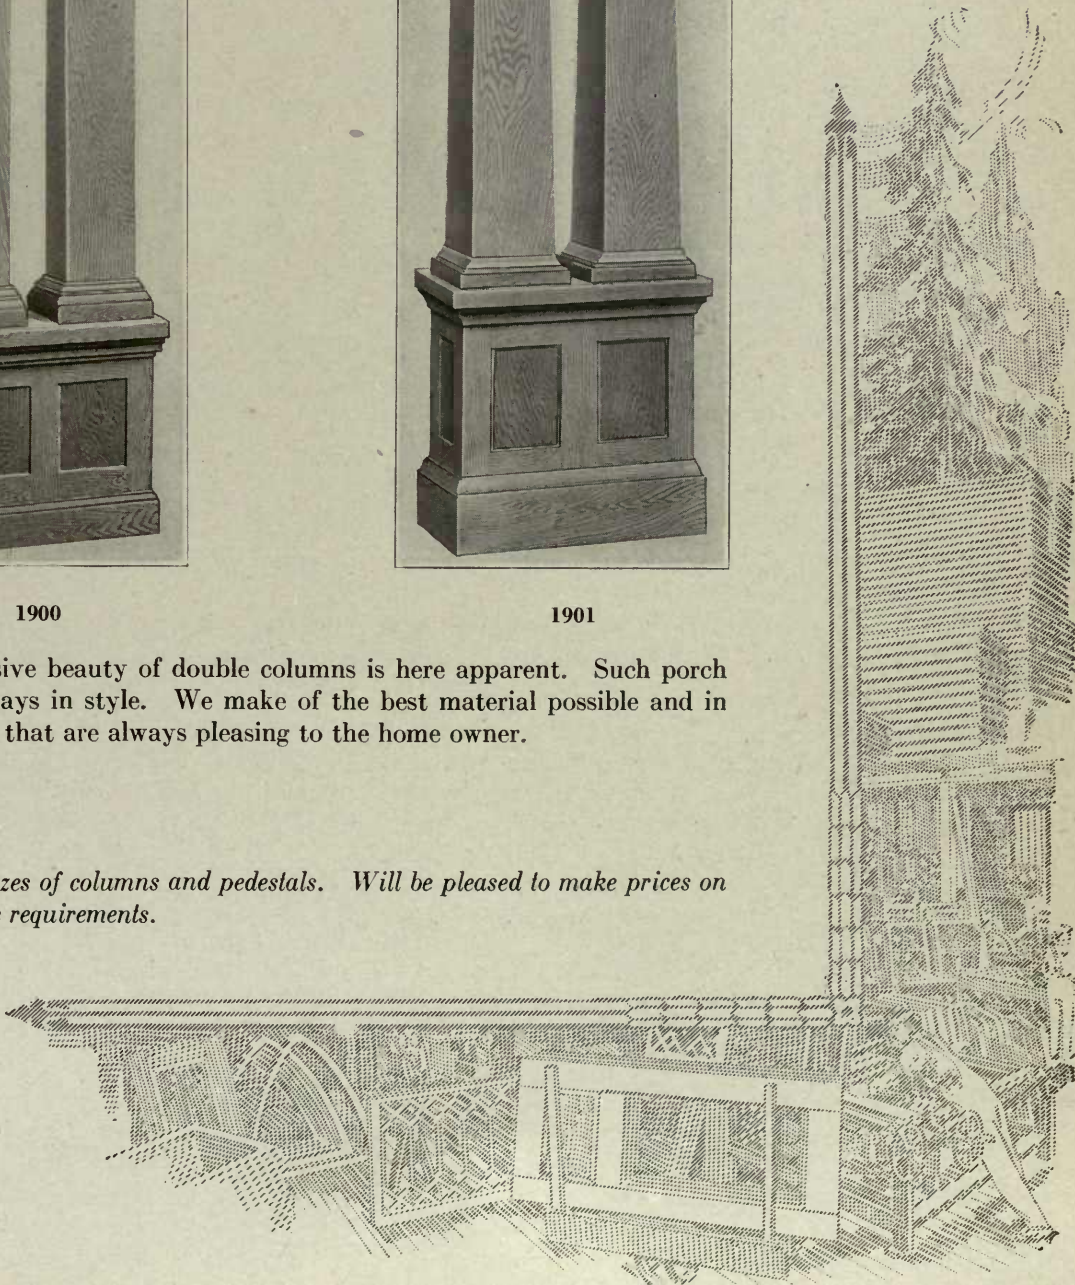 1900
1901
sive beauty of double columns is here apparent. Such porch
ays in style. We make of the best material possible and in
that are always pleasing to the home owner.
zes of columns and pedestals. Will be pleased to make prices on
requirements.